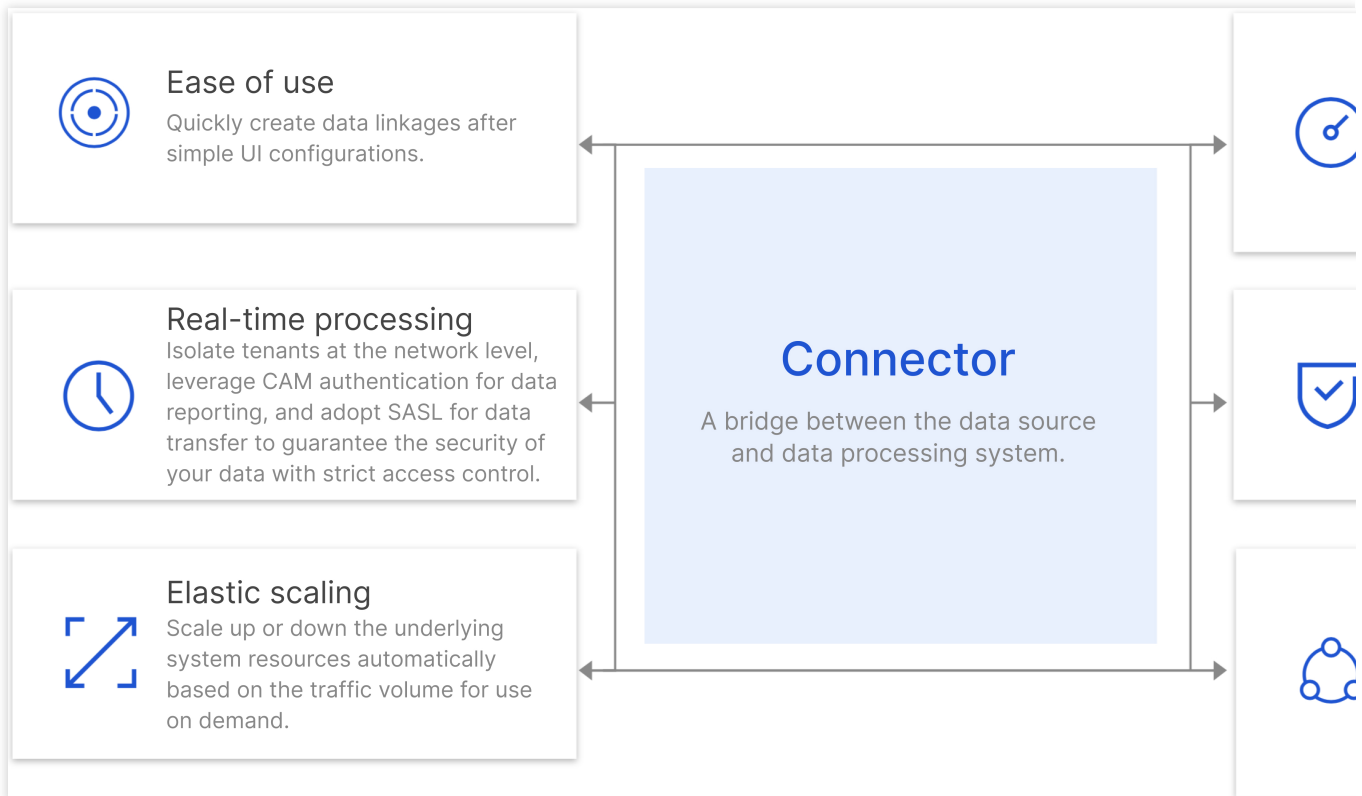 Ease of use
Quickly create data linkages after
simple UI configurations.
Real-time processing
Isolate tenants at the network level,
leverage CAM authentication for data
reporting, and adopt SASL for data
transfer to guarantee the security of
your data with strict access control.
Elastic scaling
Scale up or down the underlying
system resources automatically
based on the traffic volume for use
on demand.
Connector
A bridge between the data source
and data processing system.